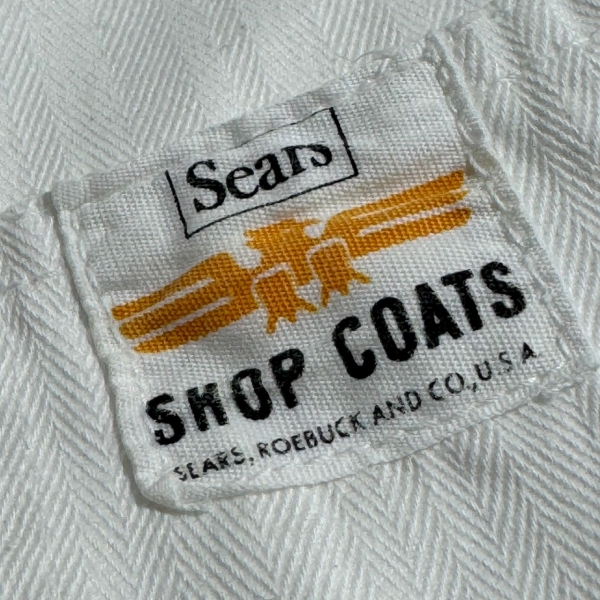 Sears
SHOP COATS
SEARS, ROEBUCK AND CO., U.S.A